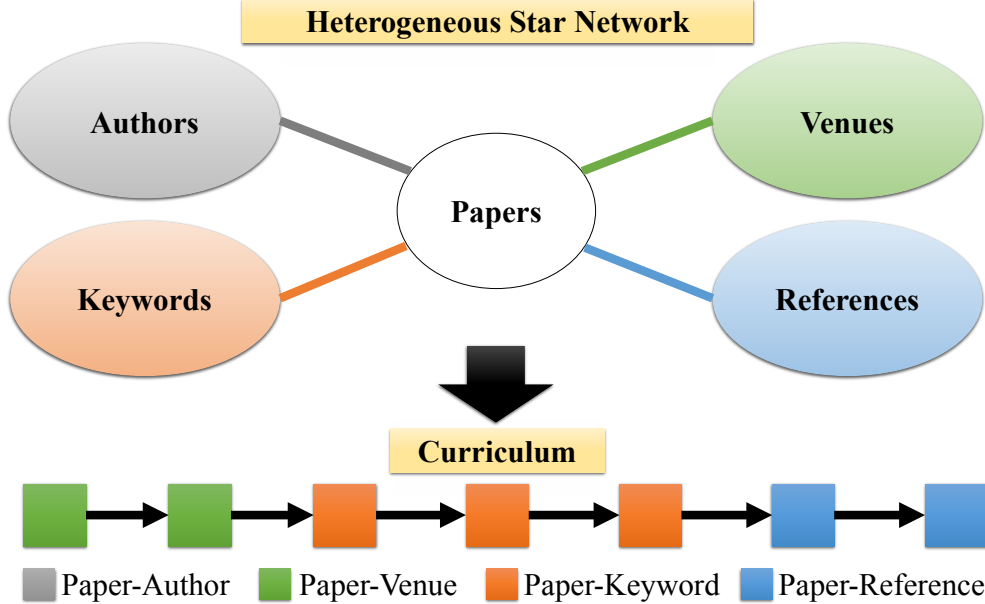 Heterogeneous Star Network
Authors
Venues
Papers
Keywords
References
Curriculum
Paper-Author
Paper-Venue
Paper-Keyword
Paper-Reference